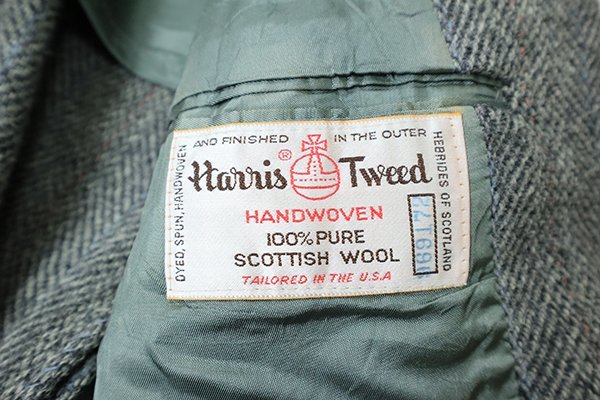 DYED, SPUN, HANDWOVEN
AND FINISHED IN THE OUTER
HEBRIDES OF SCOTLAND
Harris ® Tweed
HANDWOVEN
100% PURE
SCOTTISH WOOL
TAILORED IN THE U.S.A